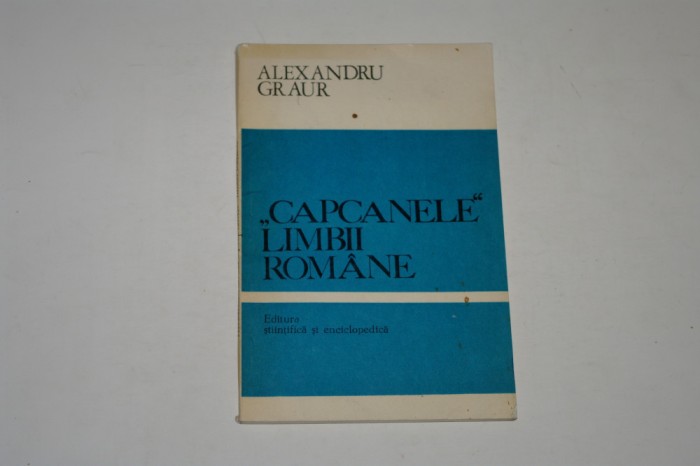 ALEXANDRU
GRAUR
„CAPCANELE“
LIMBII
ROMÂNE
Editura
științifică și enciclopedică